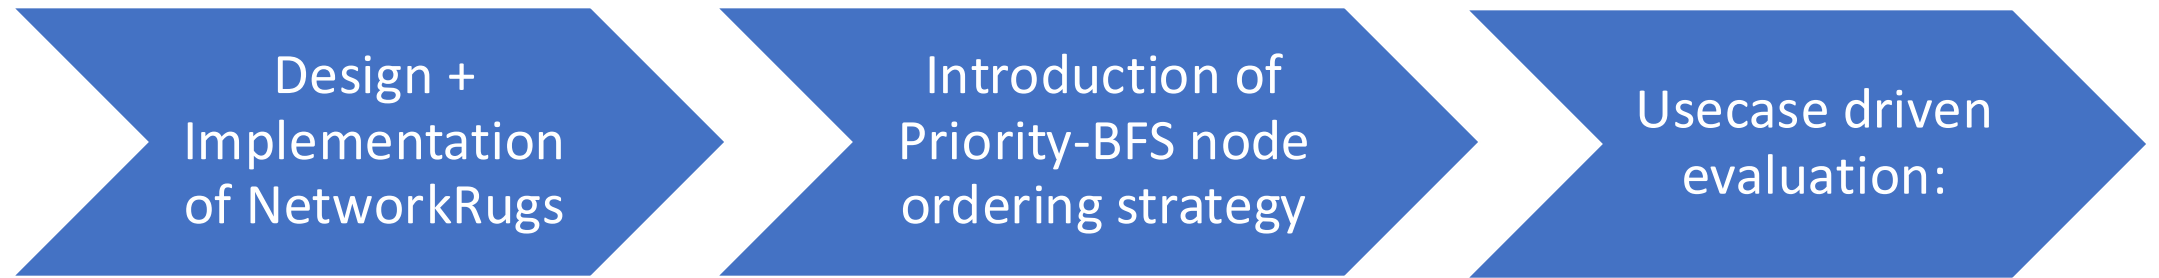 Design +
Implementation
of NetworkRugs
Introduction of
Priority-BFS node
ordering strategy
Usecase driven
evaluation: